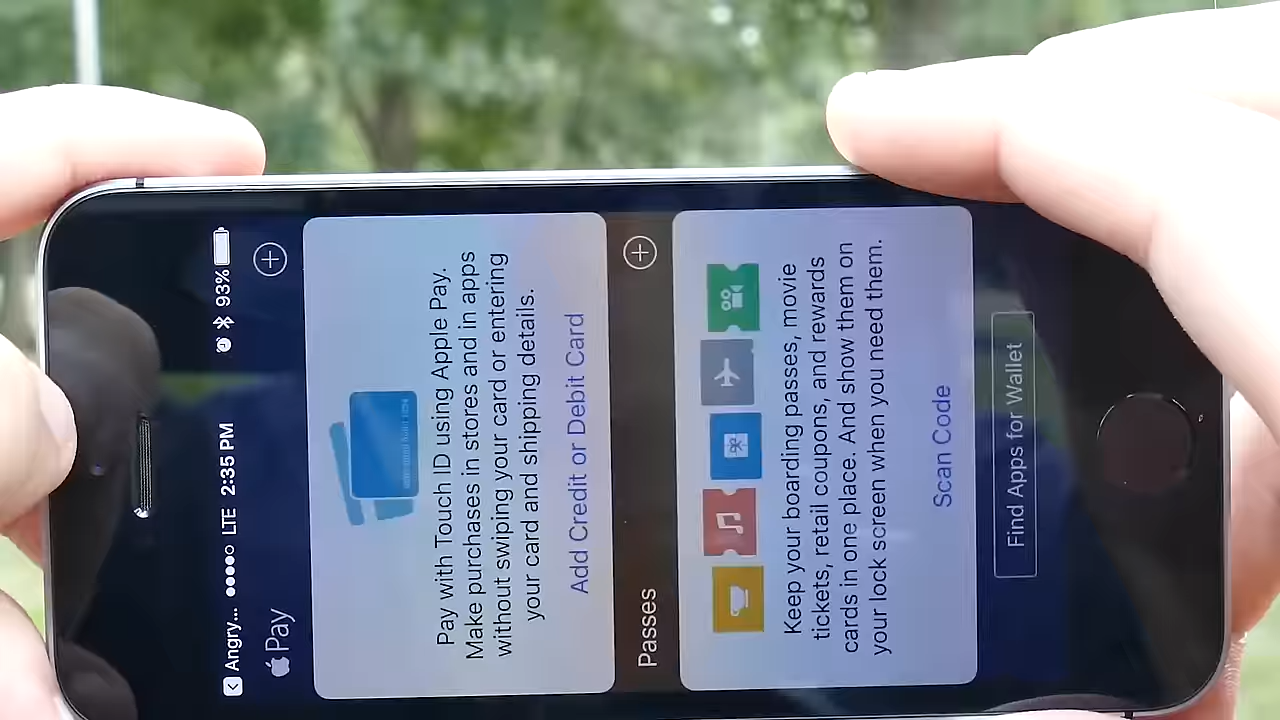 Angry... LTE 2:35 PM 93%
Pay
Pay with Touch ID using Apple Pay.
Make purchases in stores and in apps
without swiping your card or entering
your card and shipping details.
Add Credit or Debit Card
Passes
Keep your boarding passes, movie
tickets, retail coupons, and rewards
cards in one place. And show them on
your lock screen when you need them.
Scan Code
Find Apps for Wallet